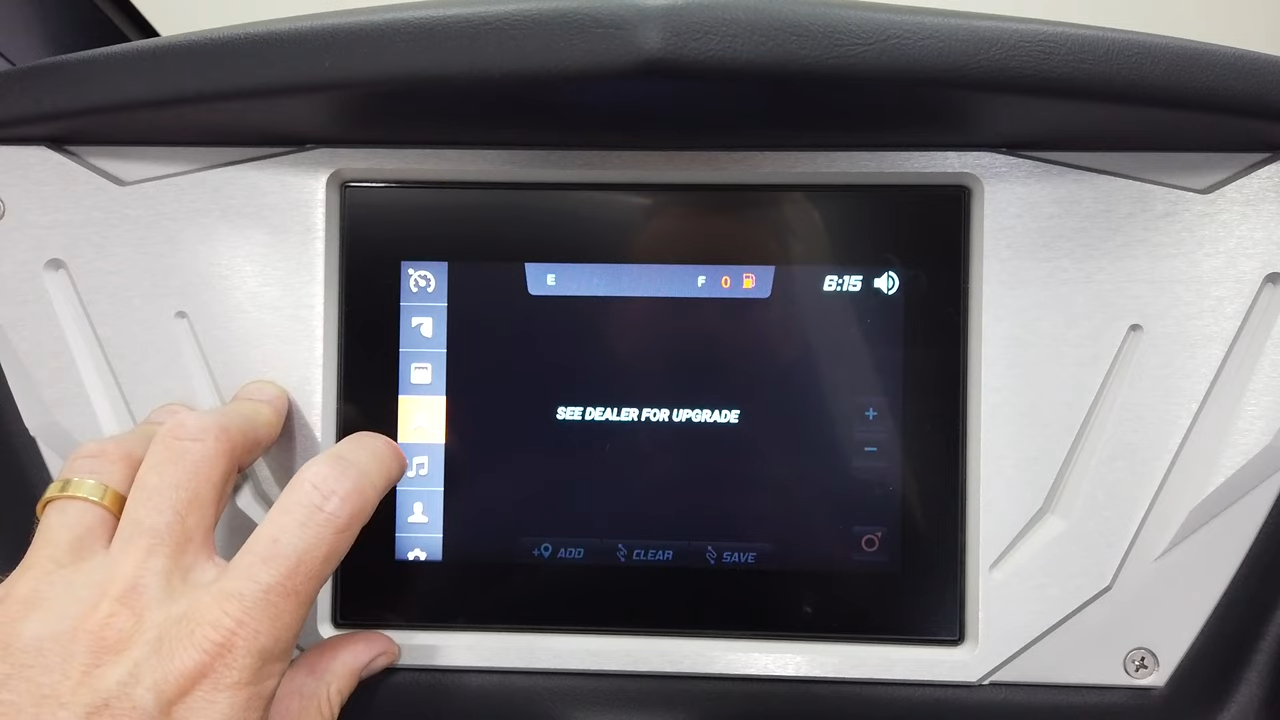 E F 0 8:15
SEE DEALER FOR UPGRADE
+
−
+ ADD CLEAR SAVE